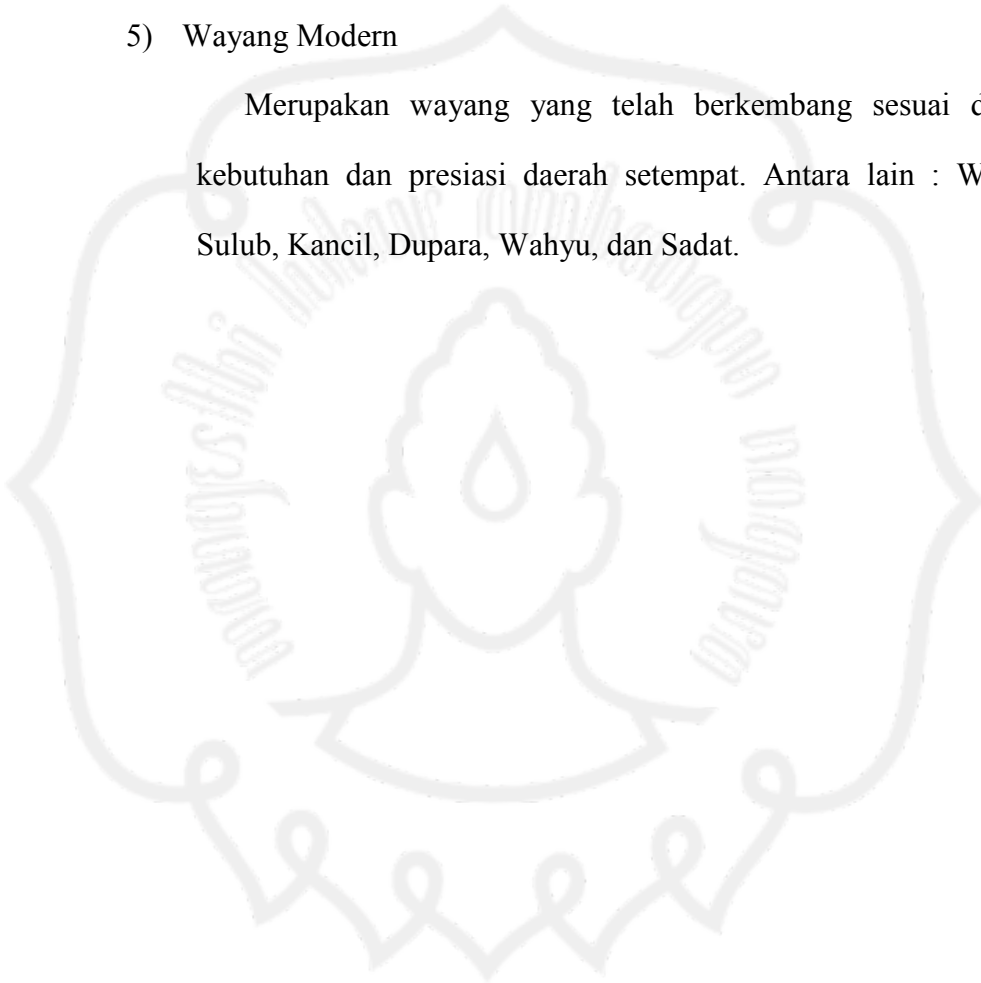 5) Wayang Modern
Merupakan wayang yang telah berkembang sesuai d
kebutuhan dan presiasi daerah setempat. Antara lain : W
Sulub, Kancil, Dupara, Wahyu, dan Sadat.